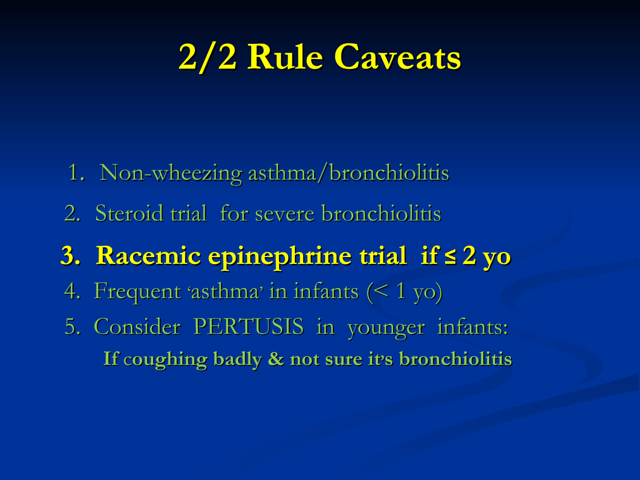 2/2 Rule Caveats
1. Non-wheezing asthma/bronchiolitis
2. Steroid trial for severe bronchiolitis
3. Racemic epinephrine trial if ≤ 2 yo
4. Frequent ‘asthma’ in infants (< 1 yo)
5. Consider PERTUSIS in younger infants:
If coughing badly & not sure it’s bronchiolitis